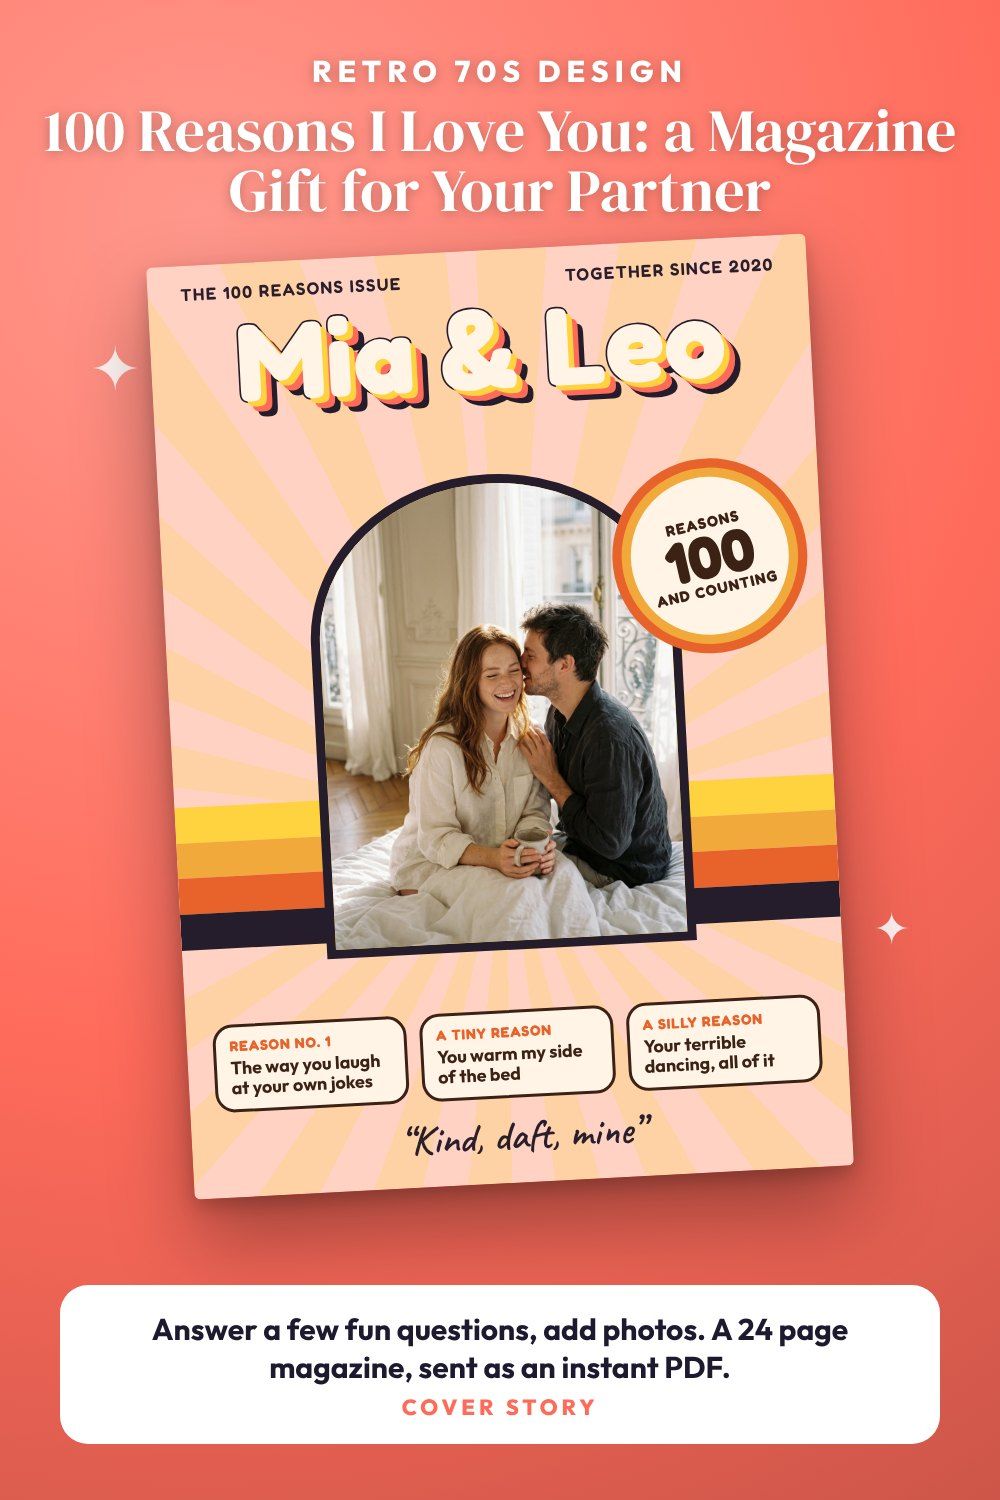 RETRO 70S DESIGN
100 Reasons I Love You: a Magazine
Gift for Your Partner
THE 100 REASONS ISSUE
TOGETHER SINCE 2020
Mia & Leo
REASONS
100
AND COUNTING
REASON NO. 1
The way you laugh
at your own jokes
A TINY REASON
You warm my side
of the bed
A SILLY REASON
Your terrible
dancing, all of it
“Kind, daft, mine”
Answer a few fun questions, add photos. A 24 page
magazine, sent as an instant PDF.
COVER STORY